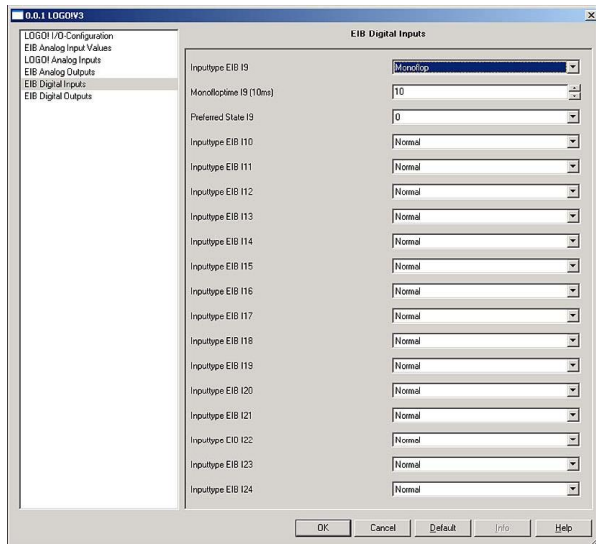 0.0.1 LOGO!V3
LOGO! I/O-Configuration
EIB Analog Input Values
LOGO! Analog Inputs
EIB Analog Outputs
EIB Digital Inputs
EIB Digital Outputs
EIB Digital Inputs
Inputtype EIB I9 Monoflop
Monofloptime I9 (10ms) 10
Preferred State I9 0
Inputtype EIB I10 Normal
Inputtype EIB I11 Normal
Inputtype EIB I12 Normal
Inputtype EIB I13 Normal
Inputtype EIB I14 Normal
Inputtype EIB I15 Normal
Inputtype EIB I16 Normal
Inputtype EIB I17 Normal
Inputtype EIB I18 Normal
Inputtype EIB I19 Normal
Inputtype EIB I20 Normal
Inputtype EIB I21 Normal
Inputtype EIB I22 Normal
Inputtype EIB I23 Normal
Inputtype EIB I24 Normal
OK Cancel Default Info Help